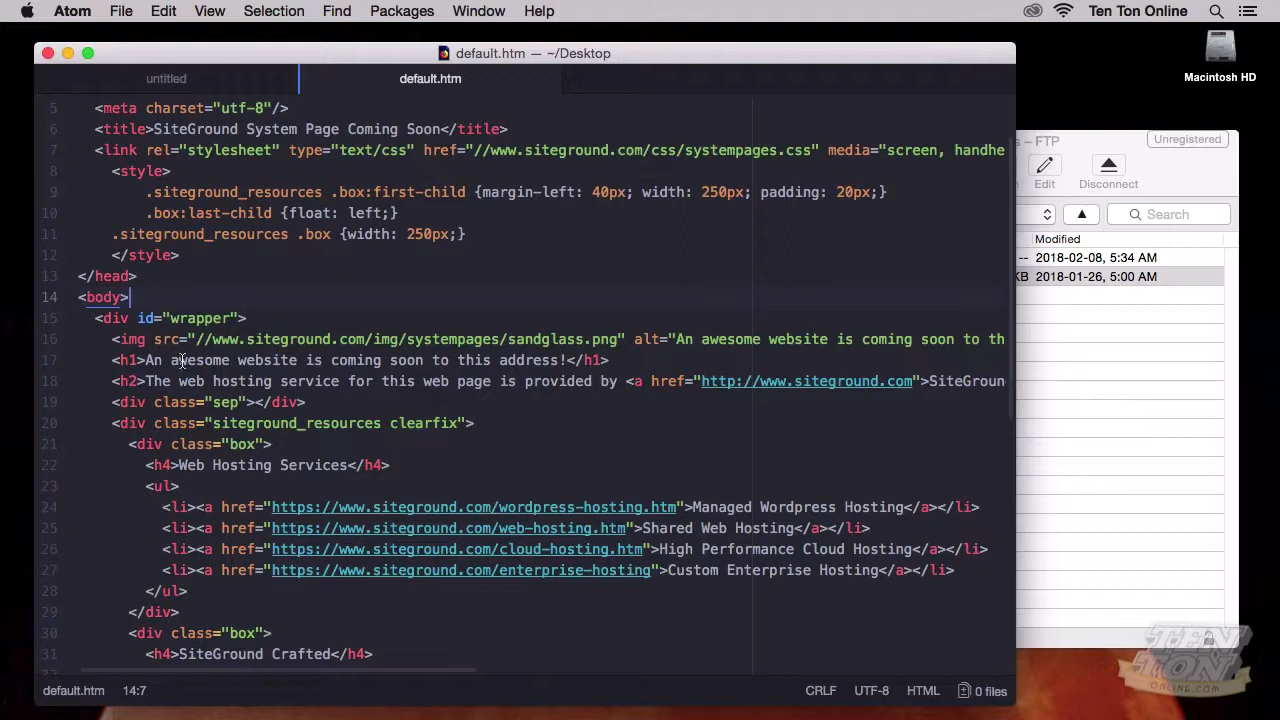 Atom File Edit View Selection Find Packages Window Help Ten Ton Online
default.htm — ~/Desktop
Macintosh HD
untitled default.htm
5 <meta charset="utf-8"/>
6 <title>SiteGround System Page Coming Soon</title>
7 <link rel="stylesheet" type="text/css" href="//www.siteground.com/css/systempages.css" media="screen, handhe
8 <style>
9 .siteground_resources .box:first-child {margin-left: 40px; width: 250px; padding: 20px;}
10 .box:last-child {float: left;}
11 .siteground_resources .box {width: 250px;}
12 </style>
13 </head>
14 <body>
15 <div id="wrapper">
16 <img src="//www.siteground.com/img/systempages/sandglass.png" alt="An awesome website is coming soon to th
17 <h1>An awesome website is coming soon to this address!</h1>
18 <h2>The web hosting service for this web page is provided by <a href="http://www.siteground.com">SiteGroun
19 <div class="sep"></div>
20 <div class="siteground_resources clearfix">
21 <div class="box">
22 <h4>Web Hosting Services</h4>
23 <ul>
24 <li><a href="https://www.siteground.com/wordpress-hosting.htm">Managed Wordpress Hosting</a></li>
25 <li><a href="https://www.siteground.com/web-hosting.htm">Shared Web Hosting</a></li>
26 <li><a href="https://www.siteground.com/cloud-hosting.htm">High Performance Cloud Hosting</a></li>
27 <li><a href="https://www.siteground.com/enterprise-hosting">Custom Enterprise Hosting</a></li>
28 </ul>
29 </div>
30 <div class="box">
31 <h4>SiteGround Crafted</h4>
default.htm 14:7 CRLF UTF-8 HTML 0 files
– FTP Unregistered
Edit Disconnect
Search
Modified
-- 2018-02-08, 5:34 AM
KB 2018-01-26, 5:00 AM
TEN
TON
ONLINE.COM